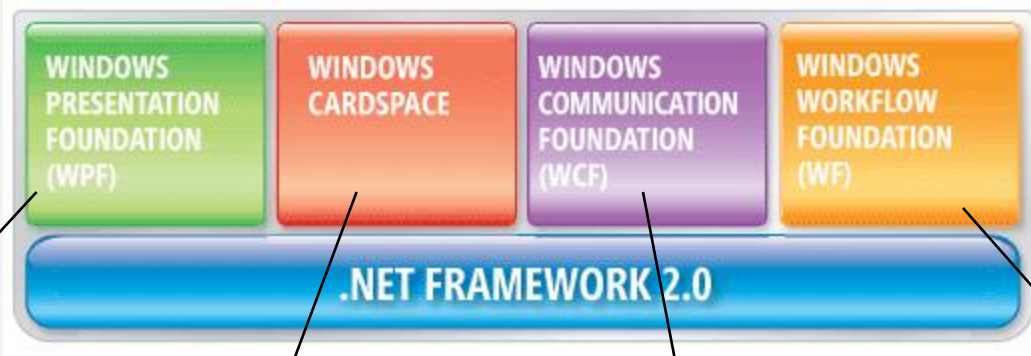 WINDOWS
PRESENTATION
FOUNDATION
(WPF)
WINDOWS
CARDSPACE
WINDOWS
COMMUNICATION
FOUNDATION
(WCF)
WINDOWS
WORKFLOW
FOUNDATION
(WF)
.NET FRAMEWORK 2.0